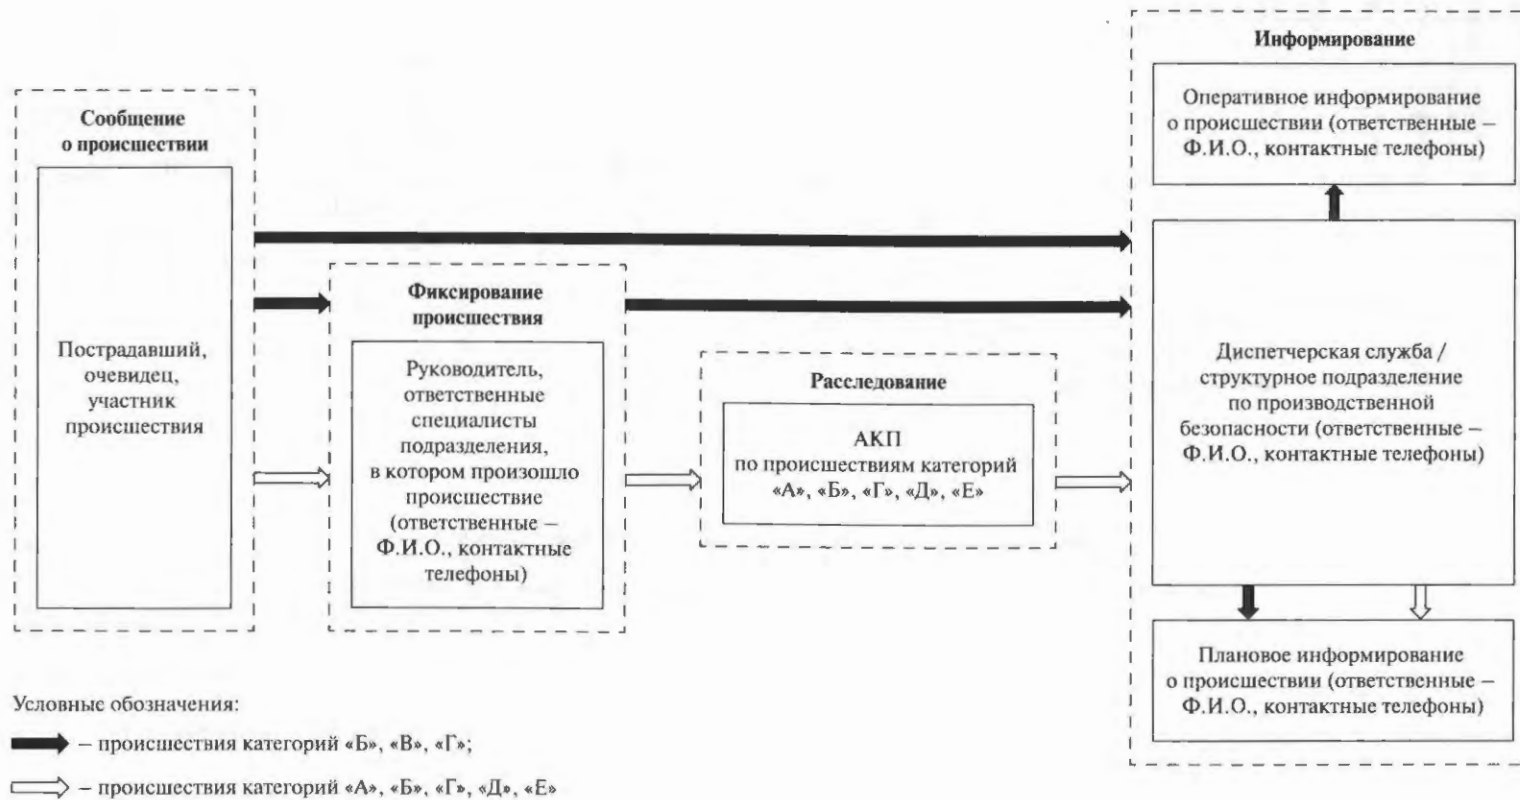 Сообщение
о происшествии
Пострадавший,
очевидец,
участник
происшествия
Фиксирование
происшествия
Руководитель,
ответственные
специалисты
подразделения,
в котором произошло
происшествие
(ответственные –
Ф.И.О., контактные
телефоны)
Расследование
АКП
по происшествиям категорий
«А», «Б», «Г», «Д», «Е»
Информирование
Оперативное информирование
о происшествии (ответственные –
Ф.И.О., контактные телефоны)
Диспетчерская служба /
структурное подразделение
по производственной
безопасности (ответственные –
Ф.И.О., контактные телефоны)
Плановое информирование
о происшествии (ответственные –
Ф.И.О., контактные телефоны)
Условные обозначения:
– происшествия категорий «Б», «В», «Г»;
– происшествия категорий «А», «Б», «Г», «Д», «Е»